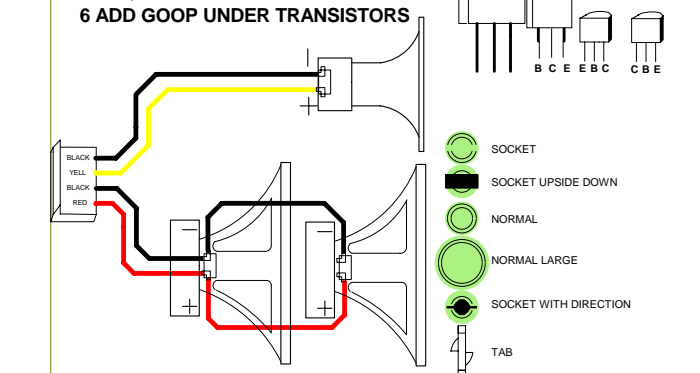 6 ADD GOOP UNDER TRANSISTORS
B C E
E B C
C B E
BLACK
YELL
BLACK
RED
SOCKET
SOCKET UPSIDE DOWN
NORMAL
NORMAL LARGE
SOCKET WITH DIRECTION
TAB